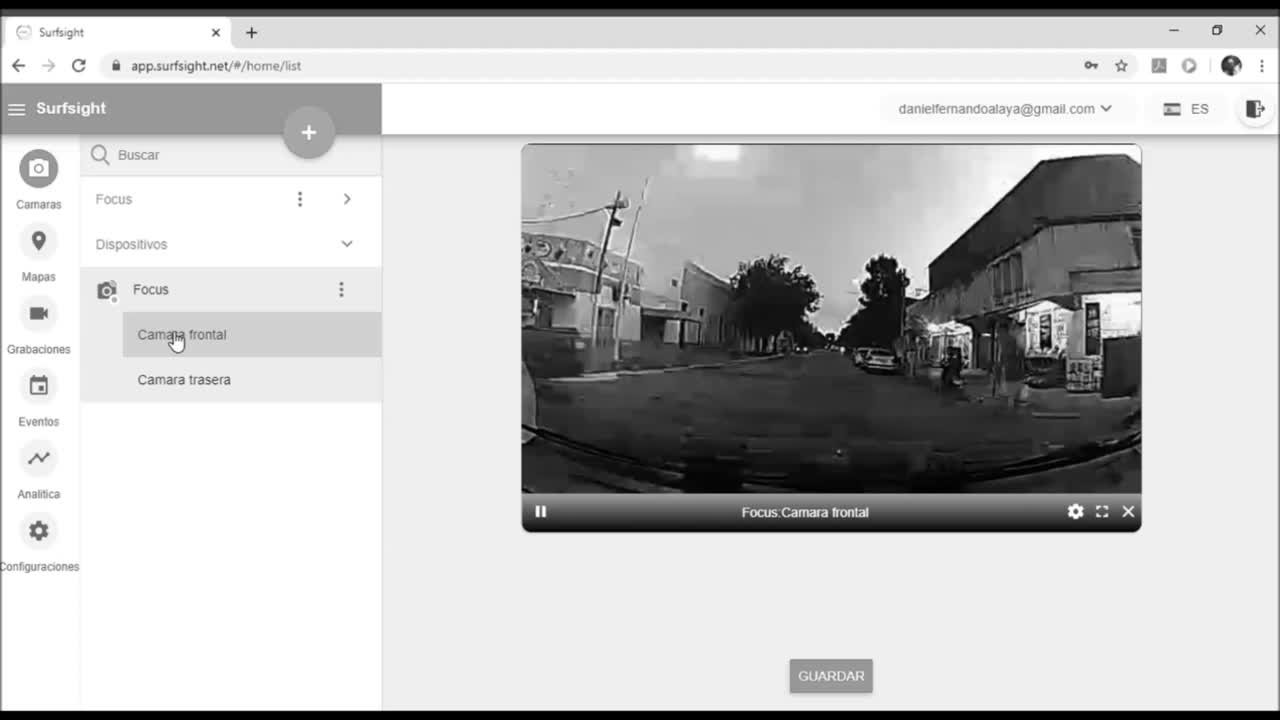 Surfsight
app.surfsight.net/#/home/list
Surfsight
danielfernandoalaya@gmail.com
ES
Buscar
Camaras
Focus
Mapas
Dispositivos
Grabaciones
Focus
Camara frontal
Eventos
Camara trasera
Analitica
Configuraciones
Focus:Camara frontal
GUARDAR